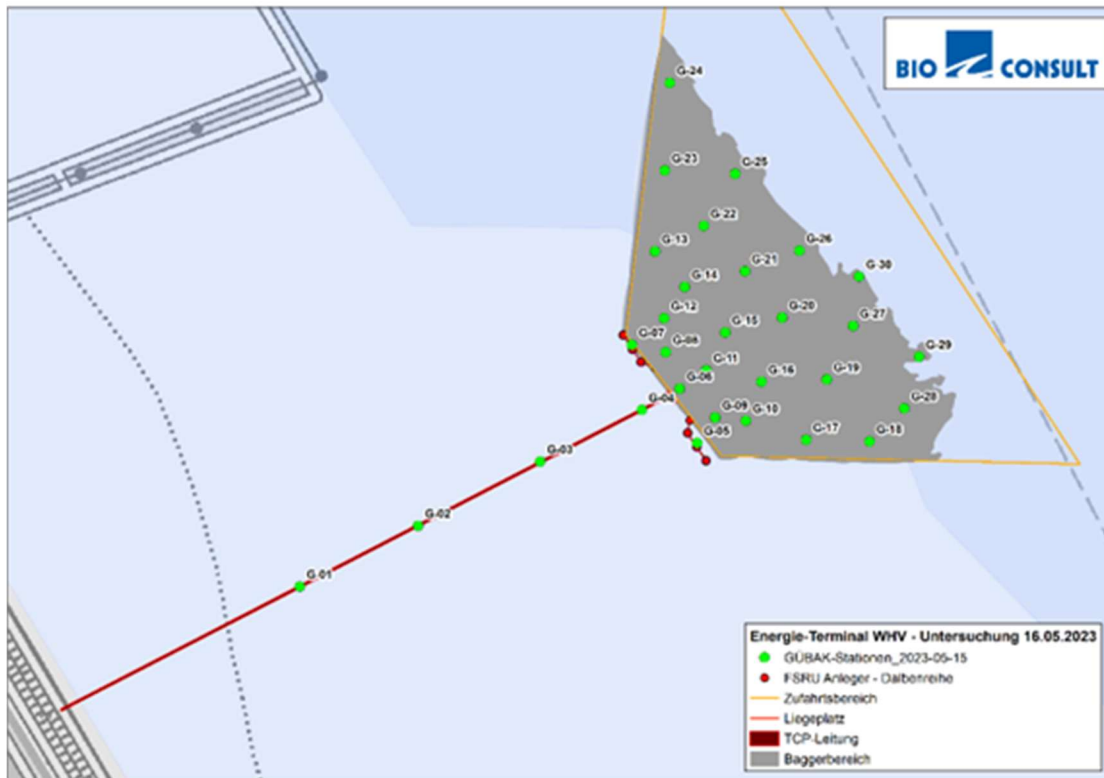 BIO CONSULT
G-24
G-23
G-25
G-22
G-13
G-26
G-21
G-30
G-14
G-12
G-20
G-15
G-27
G-07
G-08
G-29
C-11
G-16
G-19
G-06
G-04
G-28
G-09
G-10
G-05
G-17
G-18
G-03
G-02
G-01
Energie-Terminal WHV - Untersuchung 16.05.2023
GÜBAK-Stationen_2023-05-15
FSRU Anleger - Dalbenreihe
Zufahrtsbereich
Liegeplatz
TCP-Leitung
Baggerbereich